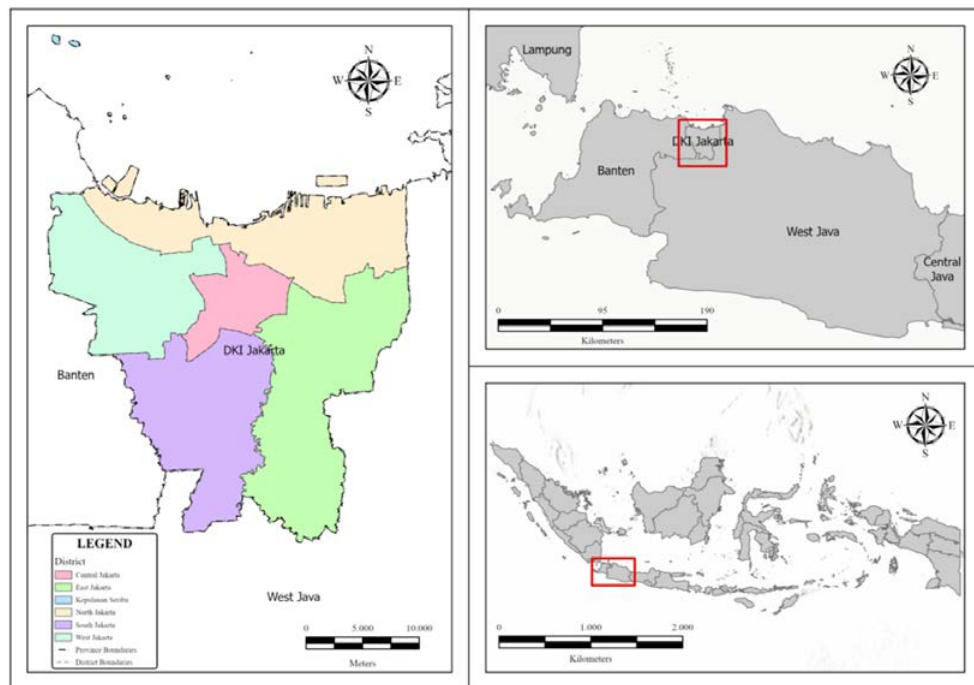 N
W E
S
DKI Jakarta
Banten
West Java
LEGEND
District
Central Jakarta
East Jakarta
Kepulauan Seribu
North Jakarta
South Jakarta
West Jakarta
Province Boundaries
District Boundaries
0 5.000 10.000
Meters
Lampung
N
W E
S
DKI Jakarta
Banten
West Java
Central
Java
0 95 190
Kilometers
N
W E
S
0 1.000 2.000
Kilometers